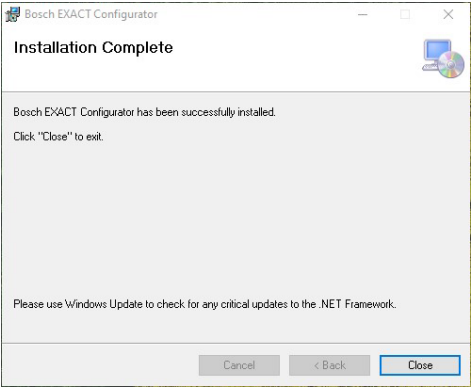 Bosch EXACT Configurator
Installation Complete
Bosch EXACT Configurator has been successfully installed.
Click "Close" to exit.
Please use Windows Update to check for any critical updates to the .NET Framework.
Cancel
< Back
Close